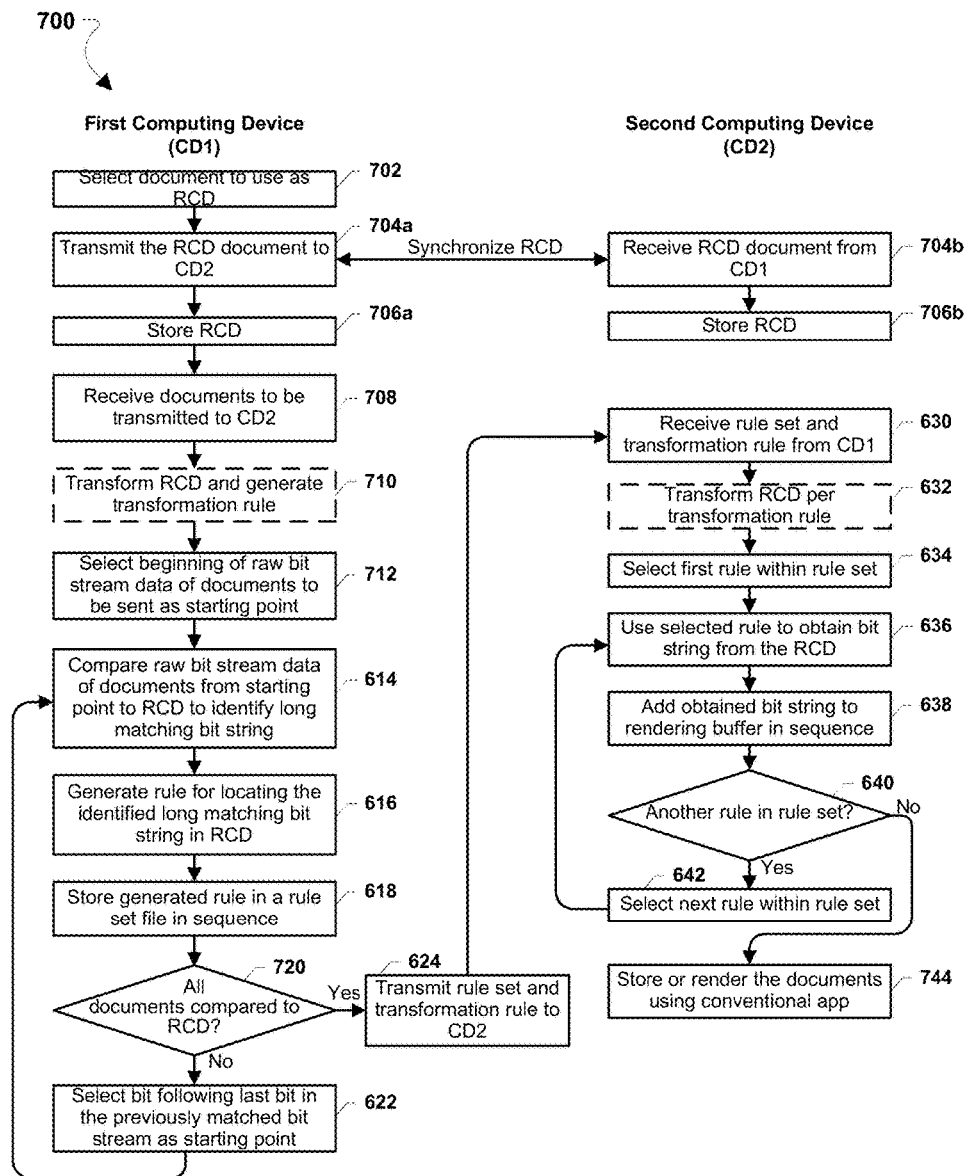 700
First Computing Device
(CD1)
Select document to use as
RCD
702
Transmit the RCD document to
CD2
704a
Store RCD
706a
Receive documents to be
transmitted to CD2
708
Transform RCD and generate
transformation rule
710
Select beginning of raw bit
stream data of documents to
be sent as starting point
712
Compare raw bit stream data
of documents from starting
point to RCD to identify long
matching bit string
614
Generate rule for locating the
identified long matching bit
string in RCD
616
Store generated rule in a rule
set file in sequence
618
All
documents compared to
RCD?
720
Yes
No
Select bit following last bit in
the previously matched bit
stream as starting point
622
624
Transmit rule set and
transformation rule to
CD2
Synchronize RCD
Second Computing Device
(CD2)
Receive RCD document from
CD1
704b
Store RCD
706b
Receive rule set and
transformation rule from CD1
630
Transform RCD per
transformation rule
632
Select first rule within rule set
634
Use selected rule to obtain bit
string from the RCD
636
Add obtained bit string to
rendering buffer in sequence
638
Another rule in rule set?
640
No
Yes
642
Select next rule within rule set
Store or render the documents
using conventional app
744